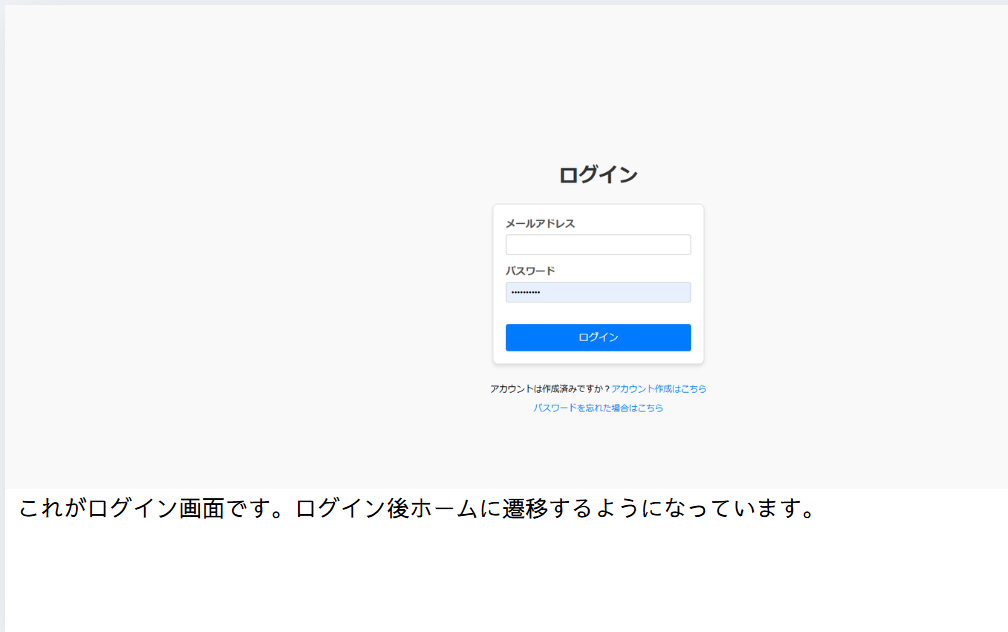 ログイン
メールアドレス
パスワード
••••••••••
ログイン
アカウントは作成済みですか？アカウント作成はこちら
パスワードを忘れた場合はこちら
これがログイン画面です。ログイン後ホームに遷移するようになっています。